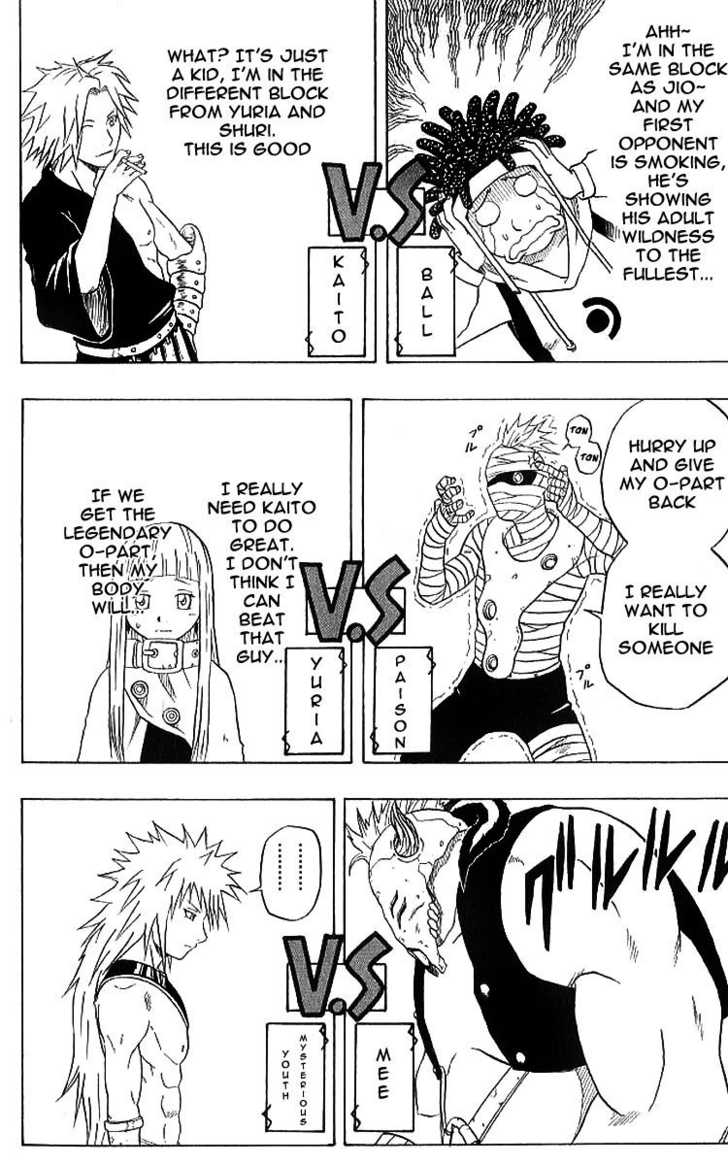 WHAT? IT'S JUST
A KID, I'M IN THE
DIFFERENT BLOCK
FROM YURIA AND
SHURI.
THIS IS GOOD
V.S
KAITO
BALL
AHH~
I'M IN THE
SAME BLOCK
AS JIO~
AND MY
FIRST
OPPONENT
IS SMOKING,
HE'S
SHOWING
HIS ADULT
WILDNESS
TO THE
FULLEST...
IF WE
GET THE
LEGENDARY
O-PART,
THEN MY
BODY
WILL...
I REALLY
NEED KAITO
TO DO
GREAT.
I DON'T
THINK I
CAN
BEAT
THAT
GUY...
V.S
YURIA
PAISON
プル
TON
TON
HURRY UP
AND GIVE
MY O-PART
BACK
I REALLY
WANT TO
KILL
SOMEONE
プル
..........
V.S
MYSTERIOUS
YOUTH
MEE